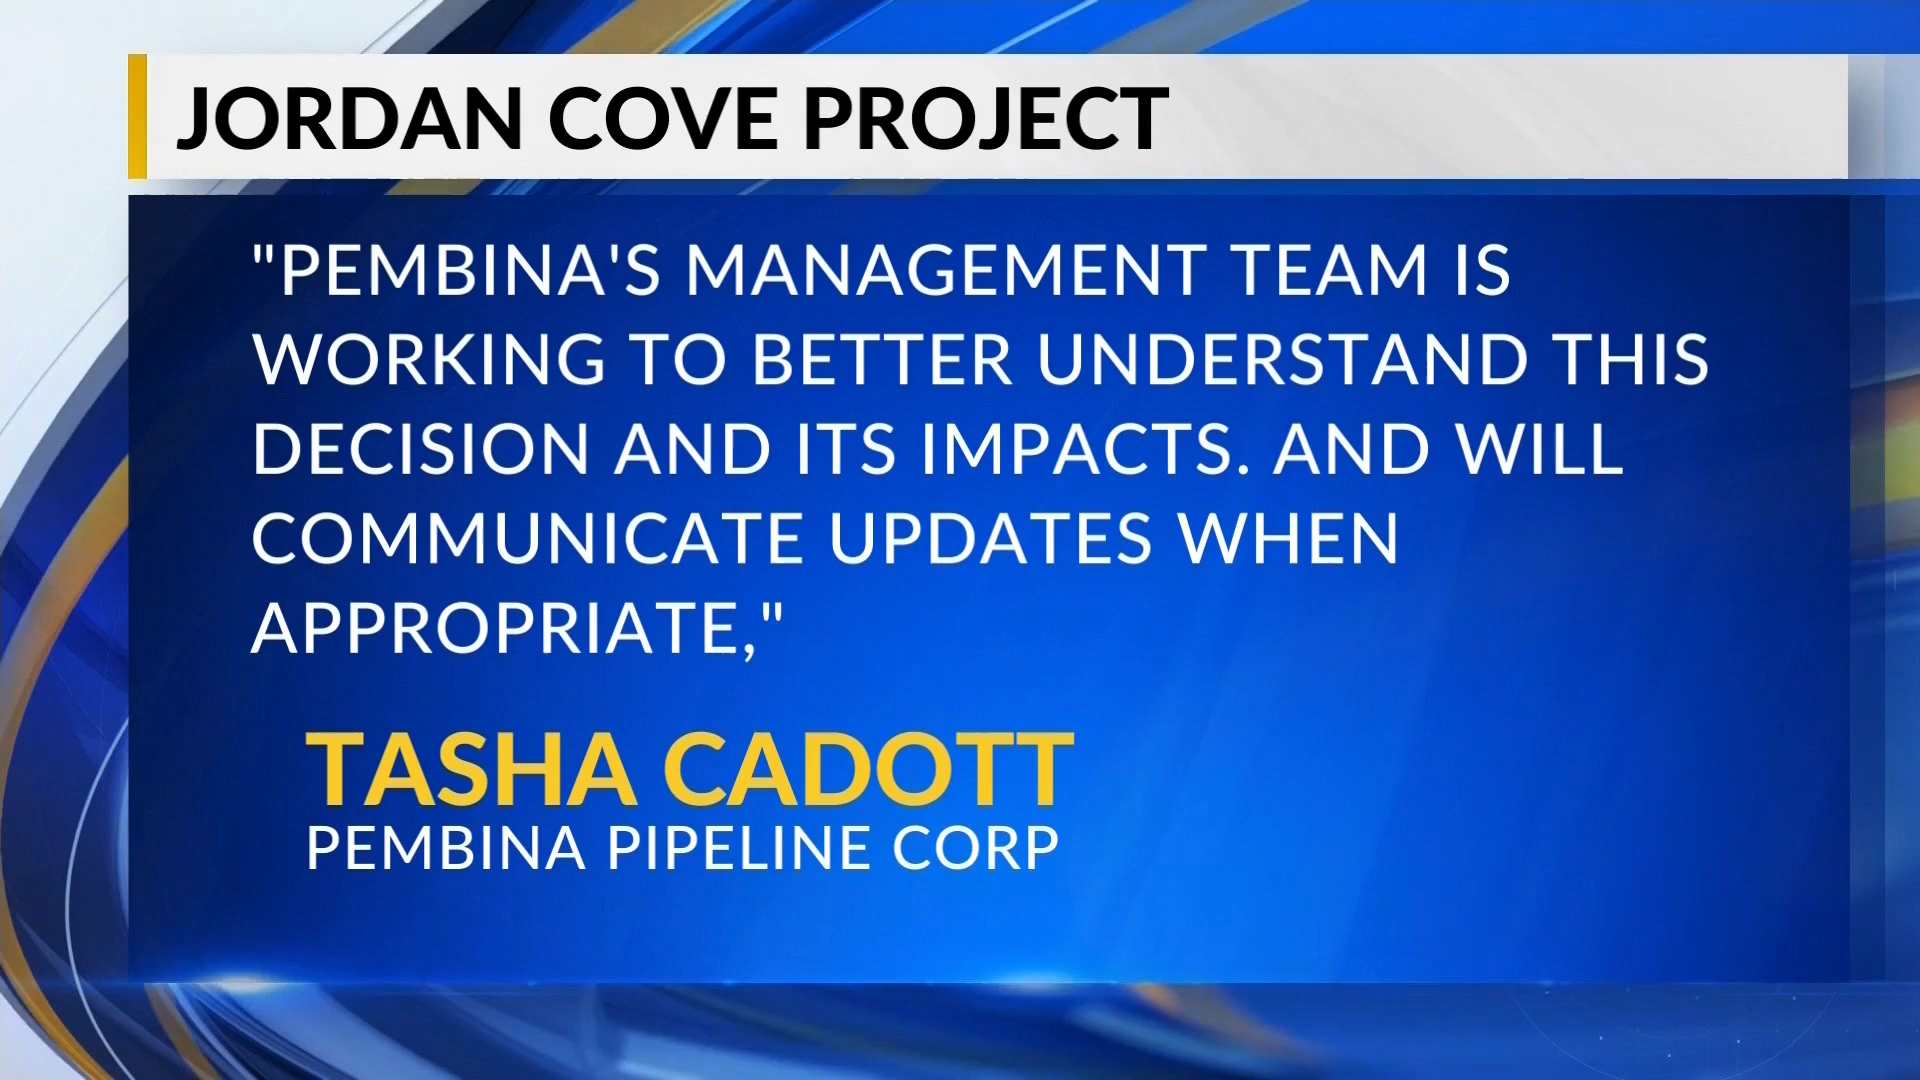 JORDAN COVE PROJECT
"PEMBINA'S MANAGEMENT TEAM IS
WORKING TO BETTER UNDERSTAND THIS
DECISION AND ITS IMPACTS. AND WILL
COMMUNICATE UPDATES WHEN
APPROPRIATE,"
TASHA CADOTT
PEMBINA PIPELINE CORP